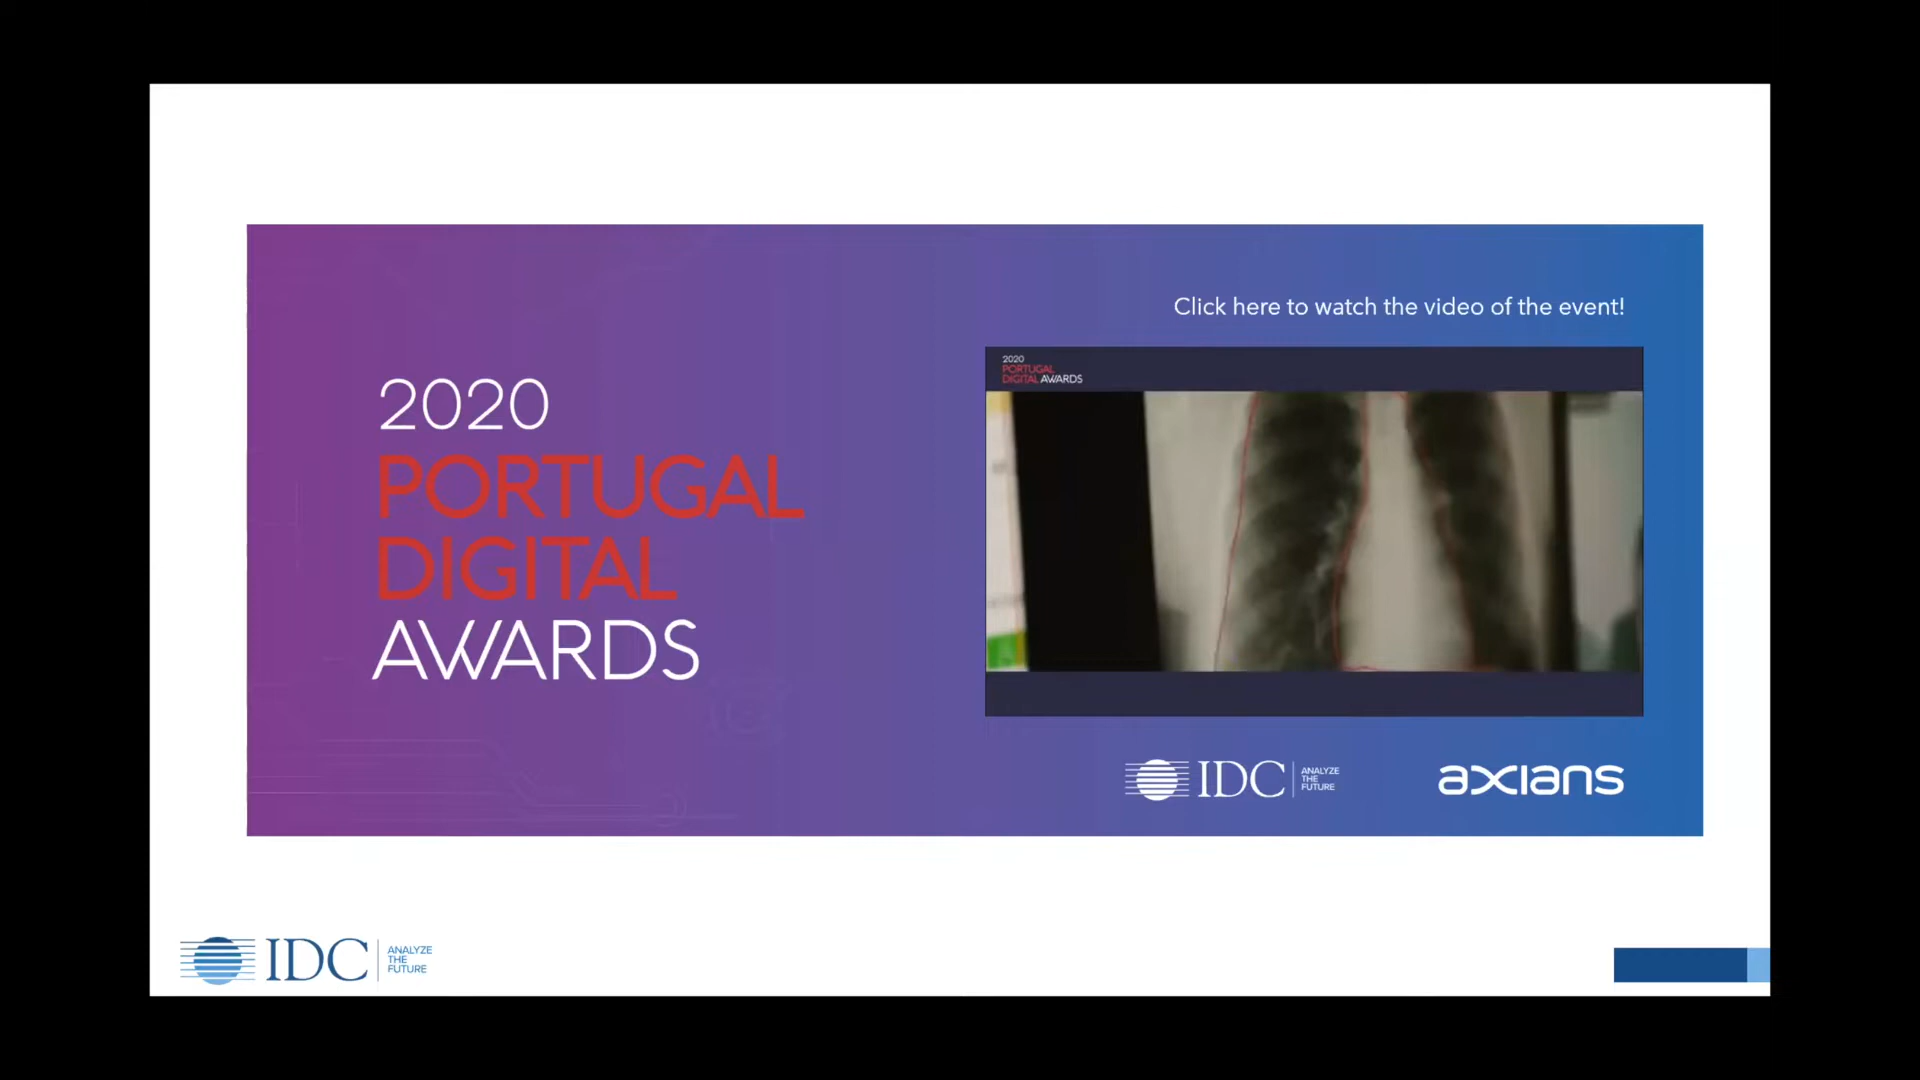 Click here to watch the video of the event!
2020
PORTUGAL
DIGITAL
AWARDS
2020
PORTUGAL
DIGITAL AWARDS
IDC
ANALYZE
THE
FUTURE
axians
IDC
ANALYZE
THE
FUTURE